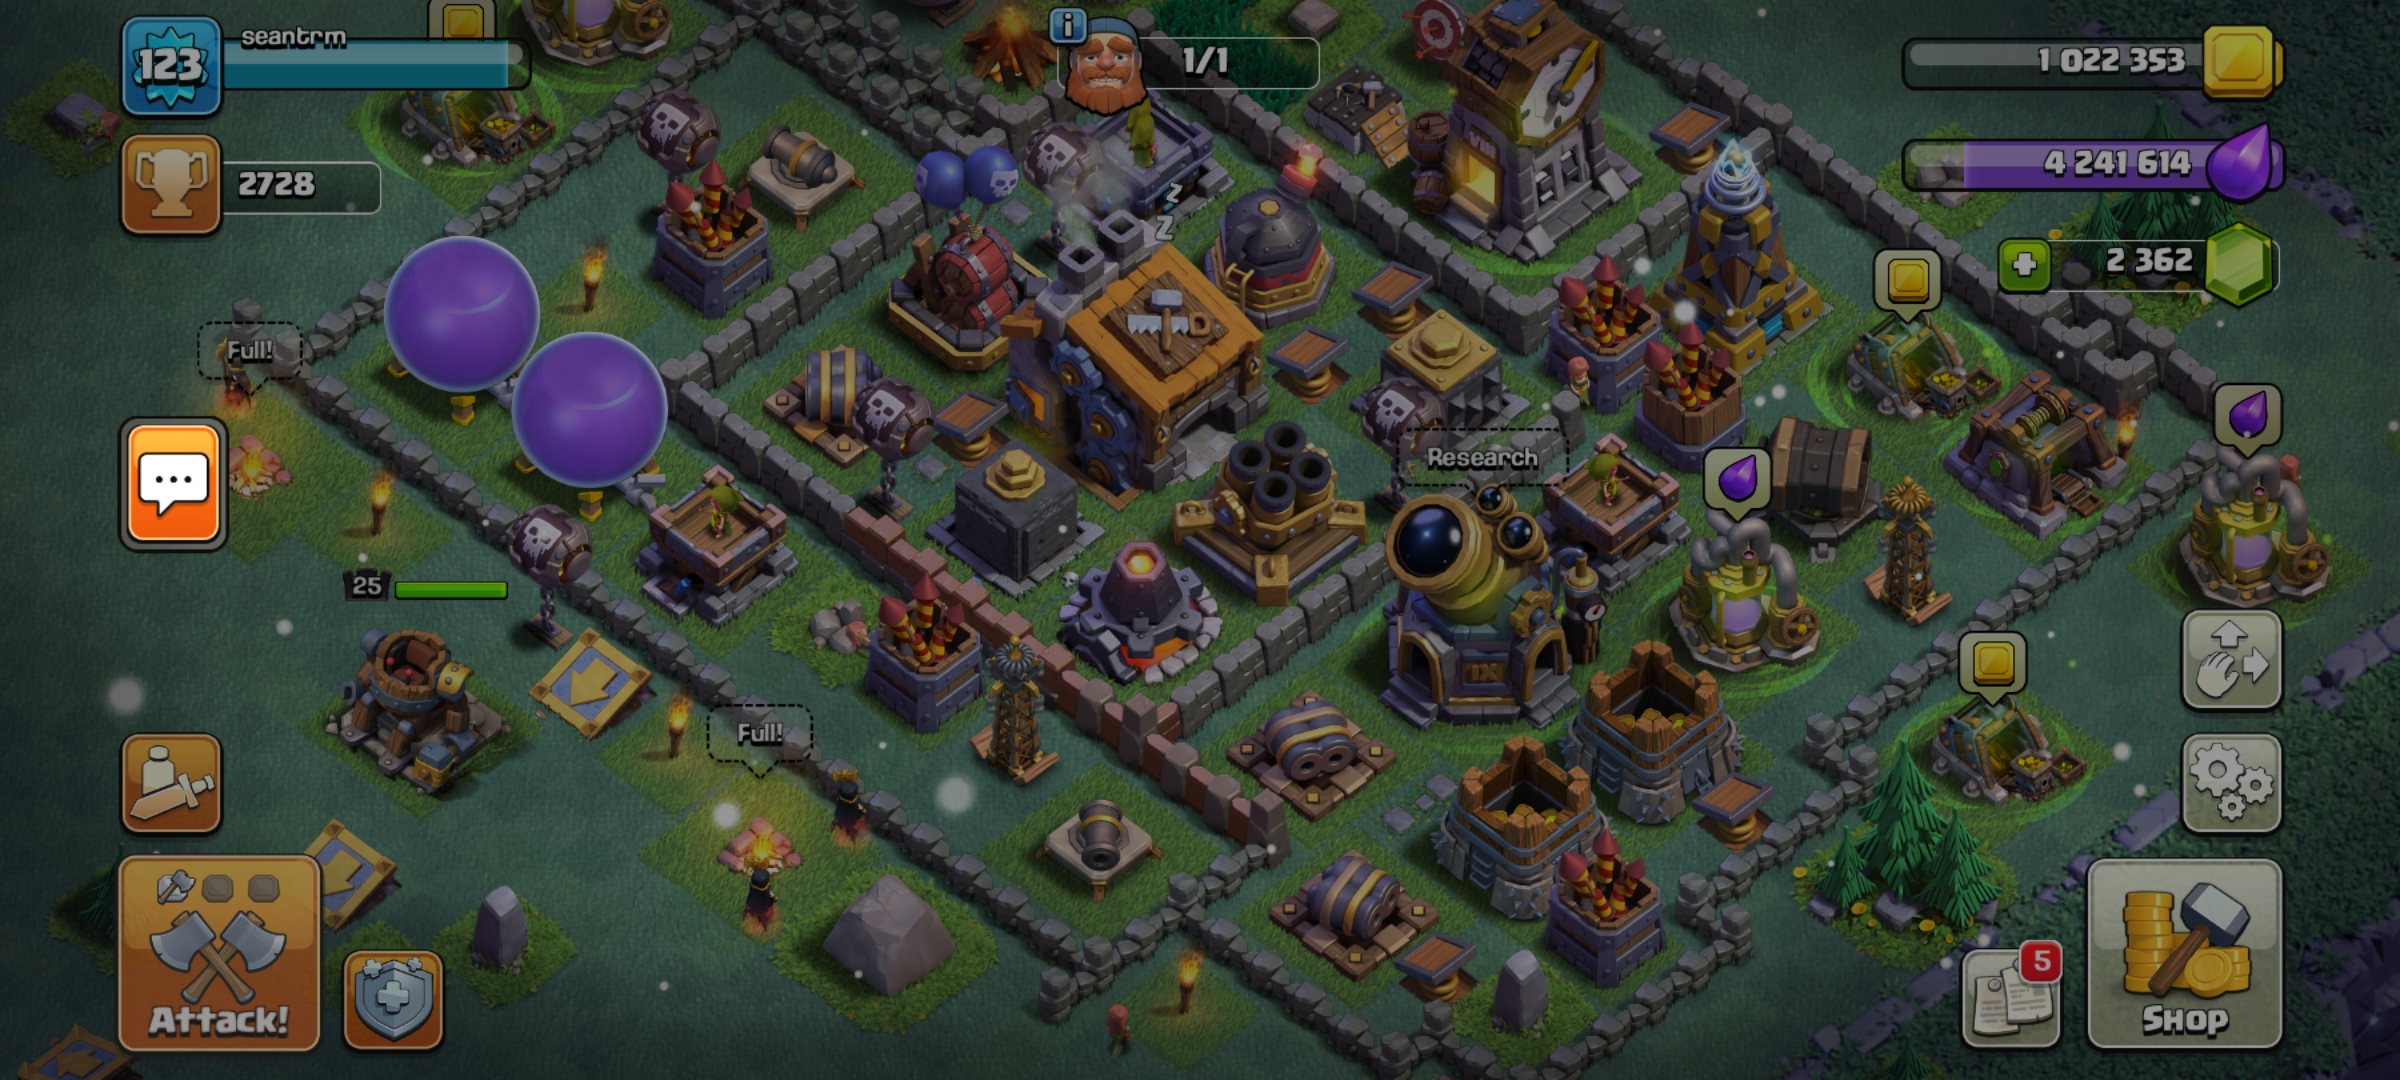 123
seantrm
i
1/1
1 022 353
2728
4 241 614
2 362
z
z
Full!
Research
25
IX
Full!
5
Attack!
SHOP